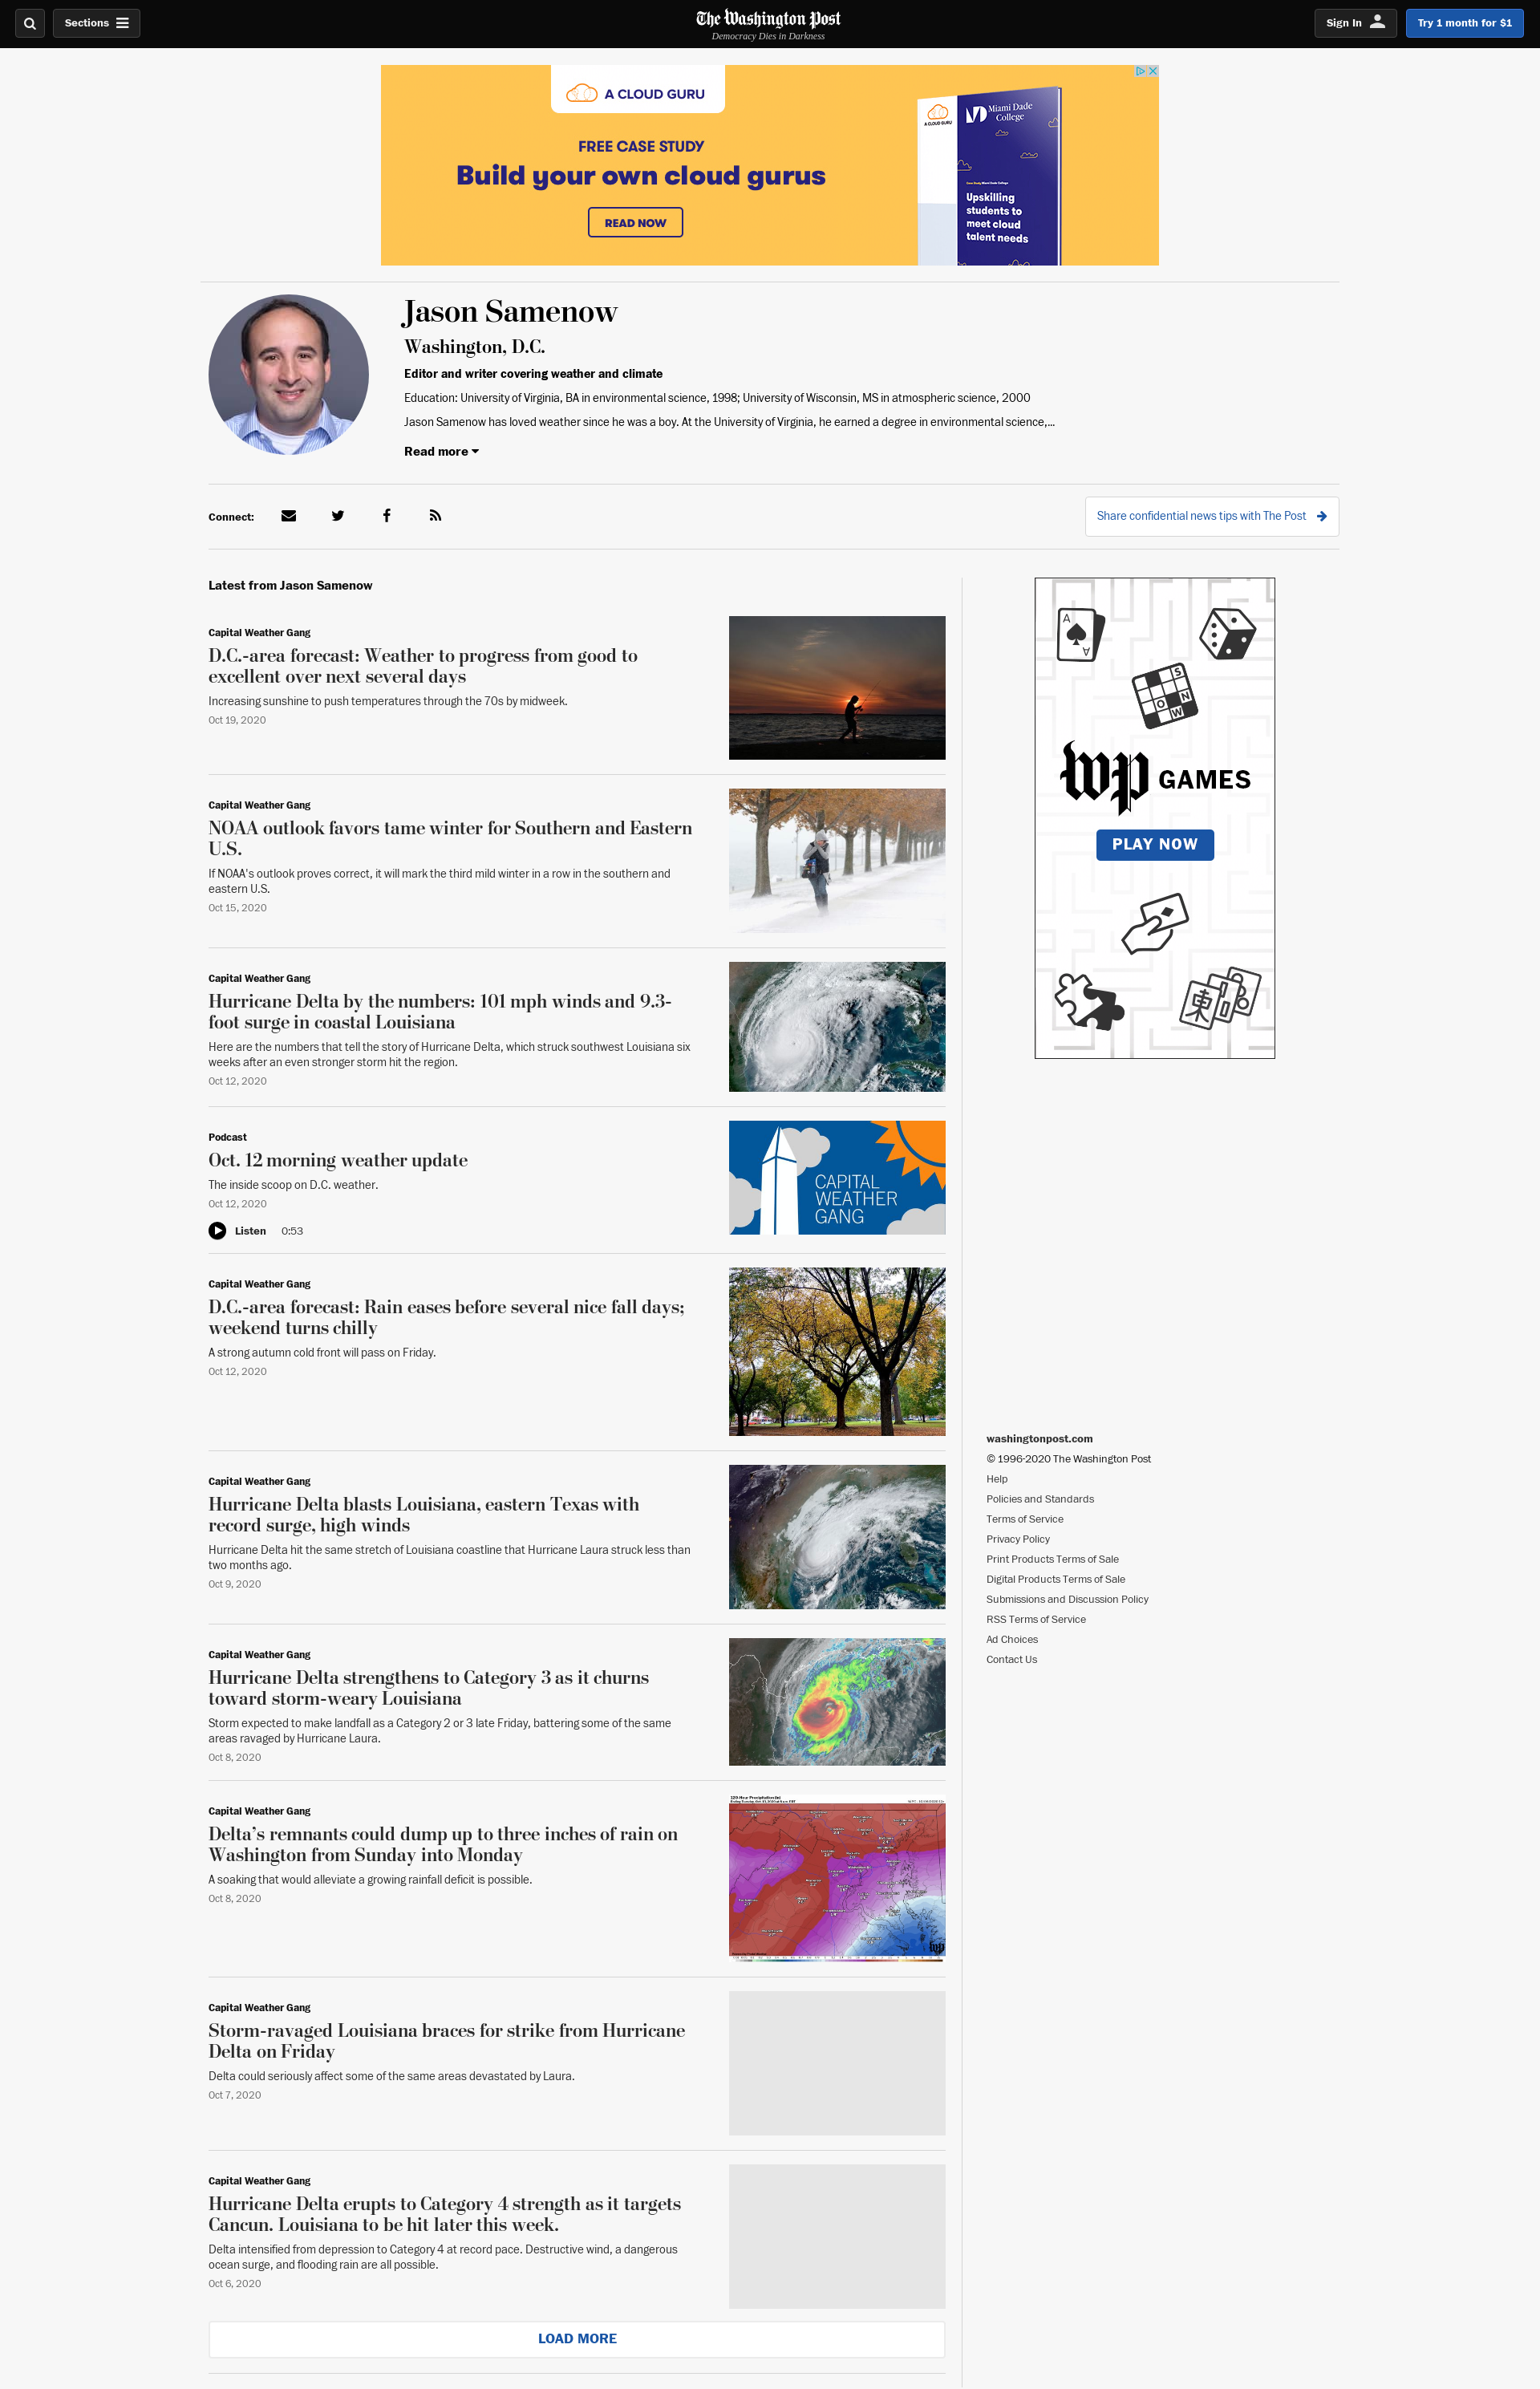 Sections
The Washington Post
Democracy Dies in Darkness
Sign In
Try 1 month for $1
A CLOUD GURU
FREE CASE STUDY
Build your own cloud gurus
READ NOW
A CLOUD GURU
Miami Dade
College
Upskilling
students to
meet cloud
talent needs
Jason Samenow
Washington, D.C.
Editor and writer covering weather and climate
Education: University of Virginia, BA in environmental science, 1998; University of Wisconsin, MS in atmospheric science, 2000
Jason Samenow has loved weather since he was a boy. At the University of Virginia, he earned a degree in environmental science,...
Read more
Connect:
Share confidential news tips with The Post
Latest from Jason Samenow
Capital Weather Gang
D.C.-area forecast: Weather to progress from good to
excellent over next several days
Increasing sunshine to push temperatures through the 70s by midweek.
Oct 19, 2020
Capital Weather Gang
NOAA outlook favors tame winter for Southern and Eastern
U.S.
If NOAA's outlook proves correct, it will mark the third mild winter in a row in the southern and
eastern U.S.
Oct 15, 2020
Capital Weather Gang
Hurricane Delta by the numbers: 101 mph winds and 9.3-
foot surge in coastal Louisiana
Here are the numbers that tell the story of Hurricane Delta, which struck southwest Louisiana six
weeks after an even stronger storm hit the region.
Oct 12, 2020
Podcast
Oct. 12 morning weather update
The inside scoop on D.C. weather.
Oct 12, 2020
Listen 0:53
CAPITAL
WEATHER
GANG
Capital Weather Gang
D.C.-area forecast: Rain eases before several nice fall days;
weekend turns chilly
A strong autumn cold front will pass on Friday.
Oct 12, 2020
Capital Weather Gang
Hurricane Delta blasts Louisiana, eastern Texas with
record surge, high winds
Hurricane Delta hit the same stretch of Louisiana coastline that Hurricane Laura struck less than
two months ago.
Oct 9, 2020
Capital Weather Gang
Hurricane Delta strengthens to Category 3 as it churns
toward storm-weary Louisiana
Storm expected to make landfall as a Category 2 or 3 late Friday, battering some of the same
areas ravaged by Hurricane Laura.
Oct 8, 2020
Capital Weather Gang
Delta’s remnants could dump up to three inches of rain on
Washington from Sunday into Monday
A soaking that would alleviate a growing rainfall deficit is possible.
Oct 8, 2020
wp
Capital Weather Gang
Storm-ravaged Louisiana braces for strike from Hurricane
Delta on Friday
Delta could seriously affect some of the same areas devastated by Laura.
Oct 7, 2020
Capital Weather Gang
Hurricane Delta erupts to Category 4 strength as it targets
Cancun. Louisiana to be hit later this week.
Delta intensified from depression to Category 4 at record pace. Destructive wind, a dangerous
ocean surge, and flooding rain are all possible.
Oct 6, 2020
LOAD MORE
A
A
S
N
O
W
wp GAMES
PLAY NOW
東
washingtonpost.com
© 1996-2020 The Washington Post
Help
Policies and Standards
Terms of Service
Privacy Policy
Print Products Terms of Sale
Digital Products Terms of Sale
Submissions and Discussion Policy
RSS Terms of Service
Ad Choices
Contact Us